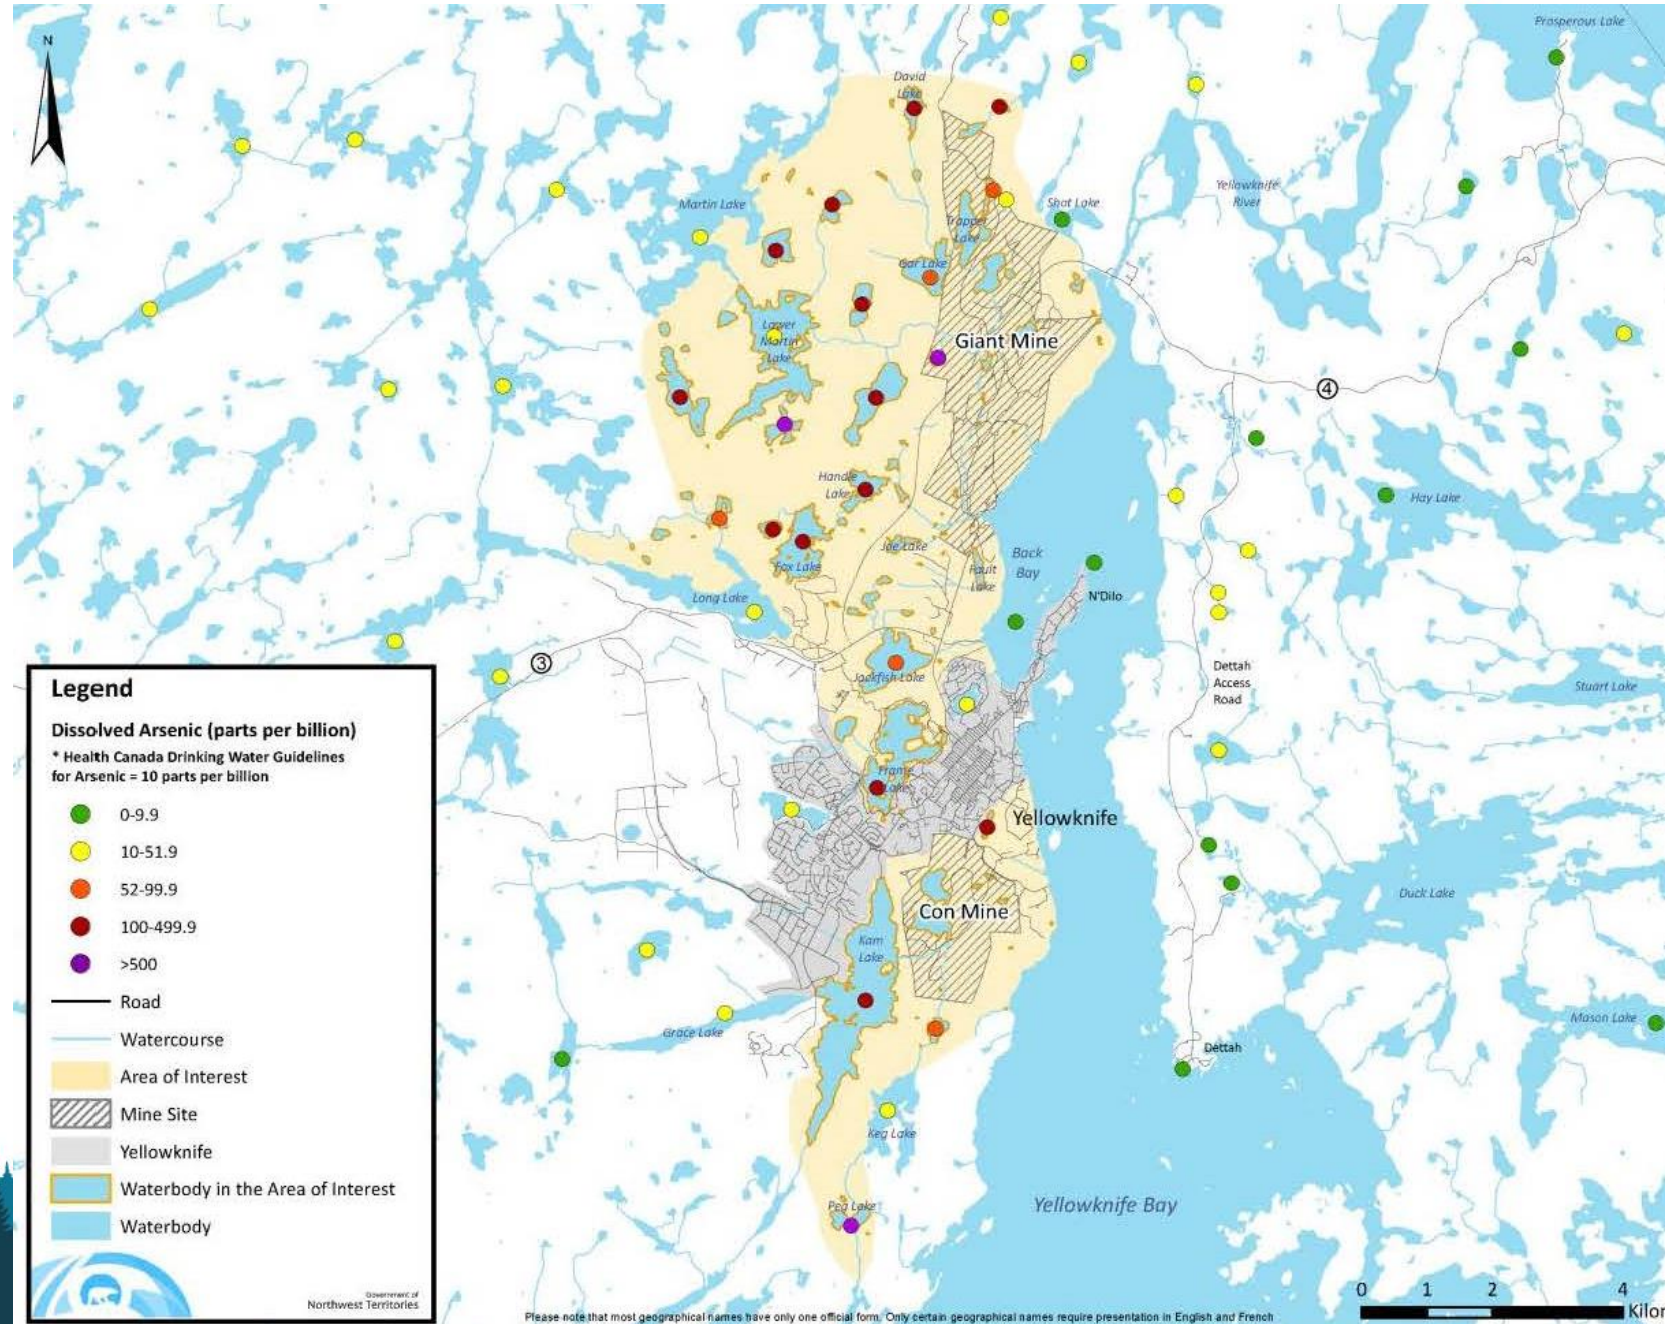 N
Prosperous Lake
David
Lake
Martin Lake
Shot Lake
Yellowknife
River
Trapper
Lake
Gar Lake
Lower
Martin
Lake
Giant Mine
4
Handle
Lake
Hay Lake
Joe Lake
Fox Lake
Fault
Lake
Back
Bay
N'Dilo
Long Lake
3
Jackfish Lake
Dettah
Access
Road
Stuart Lake
Frame
Lake
Yellowknife
Duck Lake
Con Mine
Kam
Lake
Grace Lake
Mason Lake
Dettah
Keg Lake
Peg Lake
Yellowknife Bay
Legend
Dissolved Arsenic (parts per billion)
* Health Canada Drinking Water Guidelines
for Arsenic = 10 parts per billion
0-9.9
10-51.9
52-99.9
100-499.9
>500
Road
Watercourse
Area of Interest
Mine Site
Yellowknife
Waterbody in the Area of Interest
Waterbody
Government of
Northwest Territories
0 1 2 4
Kilor
Please note that most geographical names have only one official form. Only certain geographical names require presentation in English and French